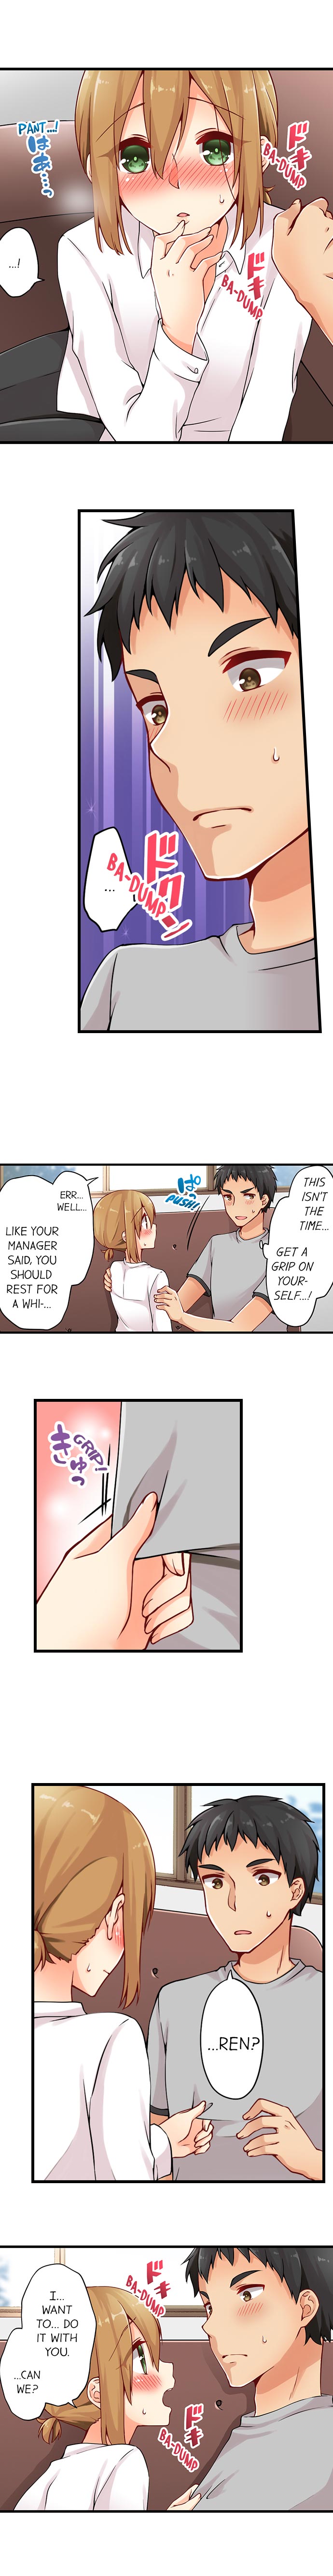 PANT...!
はぁ…っ
ドキ
BA-DUMP
...!
ドキ
BA-DUMP
ドクン
BA-DUMP
...
THIS
ISN'T
THE
TIME...
GET A
GRIP ON
YOUR-
SELF...!
ぱっ
PUSH!
ERR...
WELL...
LIKE YOUR
MANAGER
SAID, YOU
SHOULD
REST FOR
A WHI-...
GRIP!
きゅっ
...REN?
I...
WANT
TO... DO
IT WITH
YOU.
...CAN
WE?
ドキ
BA-DUMP
ドキ
BA-DUMP